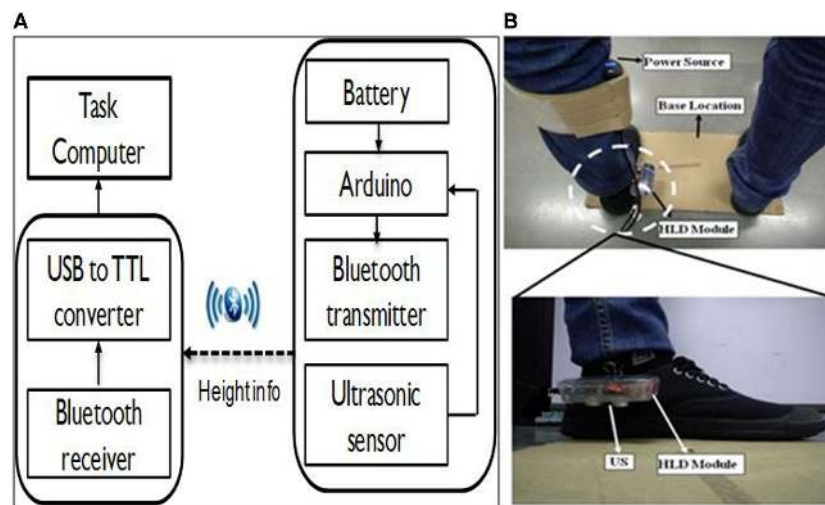 A
Task
Computer
USB to TTL
converter
Bluetooth
receiver
Height info
Battery
Arduino
Bluetooth
transmitter
Ultrasonic
sensor
B
Power Source
Base Location
HLD Module
US
HLD Module